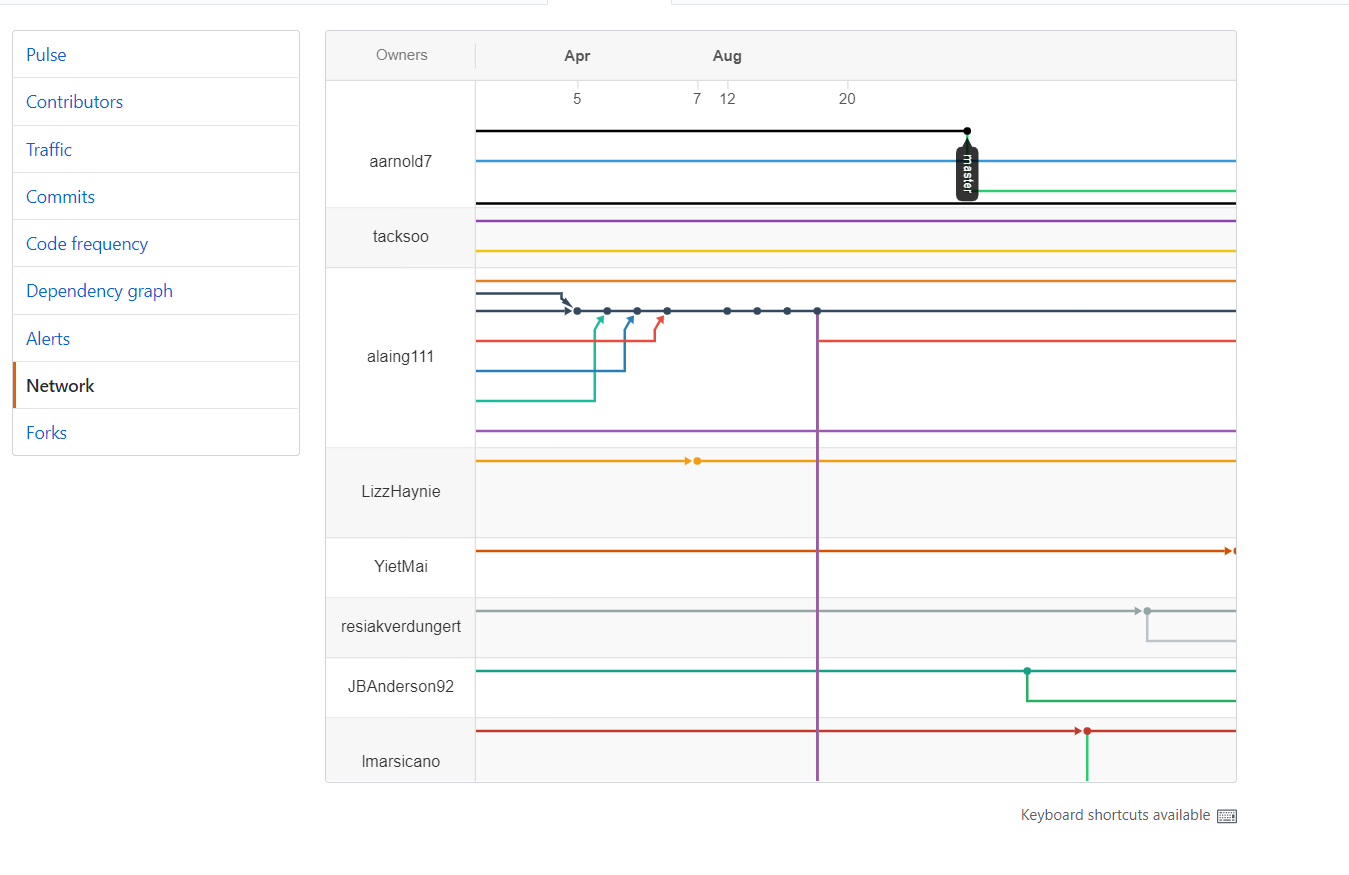 Pulse
Contributors
Traffic
Commits
Code frequency
Dependency graph
Alerts
Network
Forks
Owners
Apr
Aug
5
7
12
20
master
aarnold7
tacksoo
alaing111
LizzHaynie
YietMai
resiakverdungert
JBAnderson92
lmarsicano
Keyboard shortcuts available